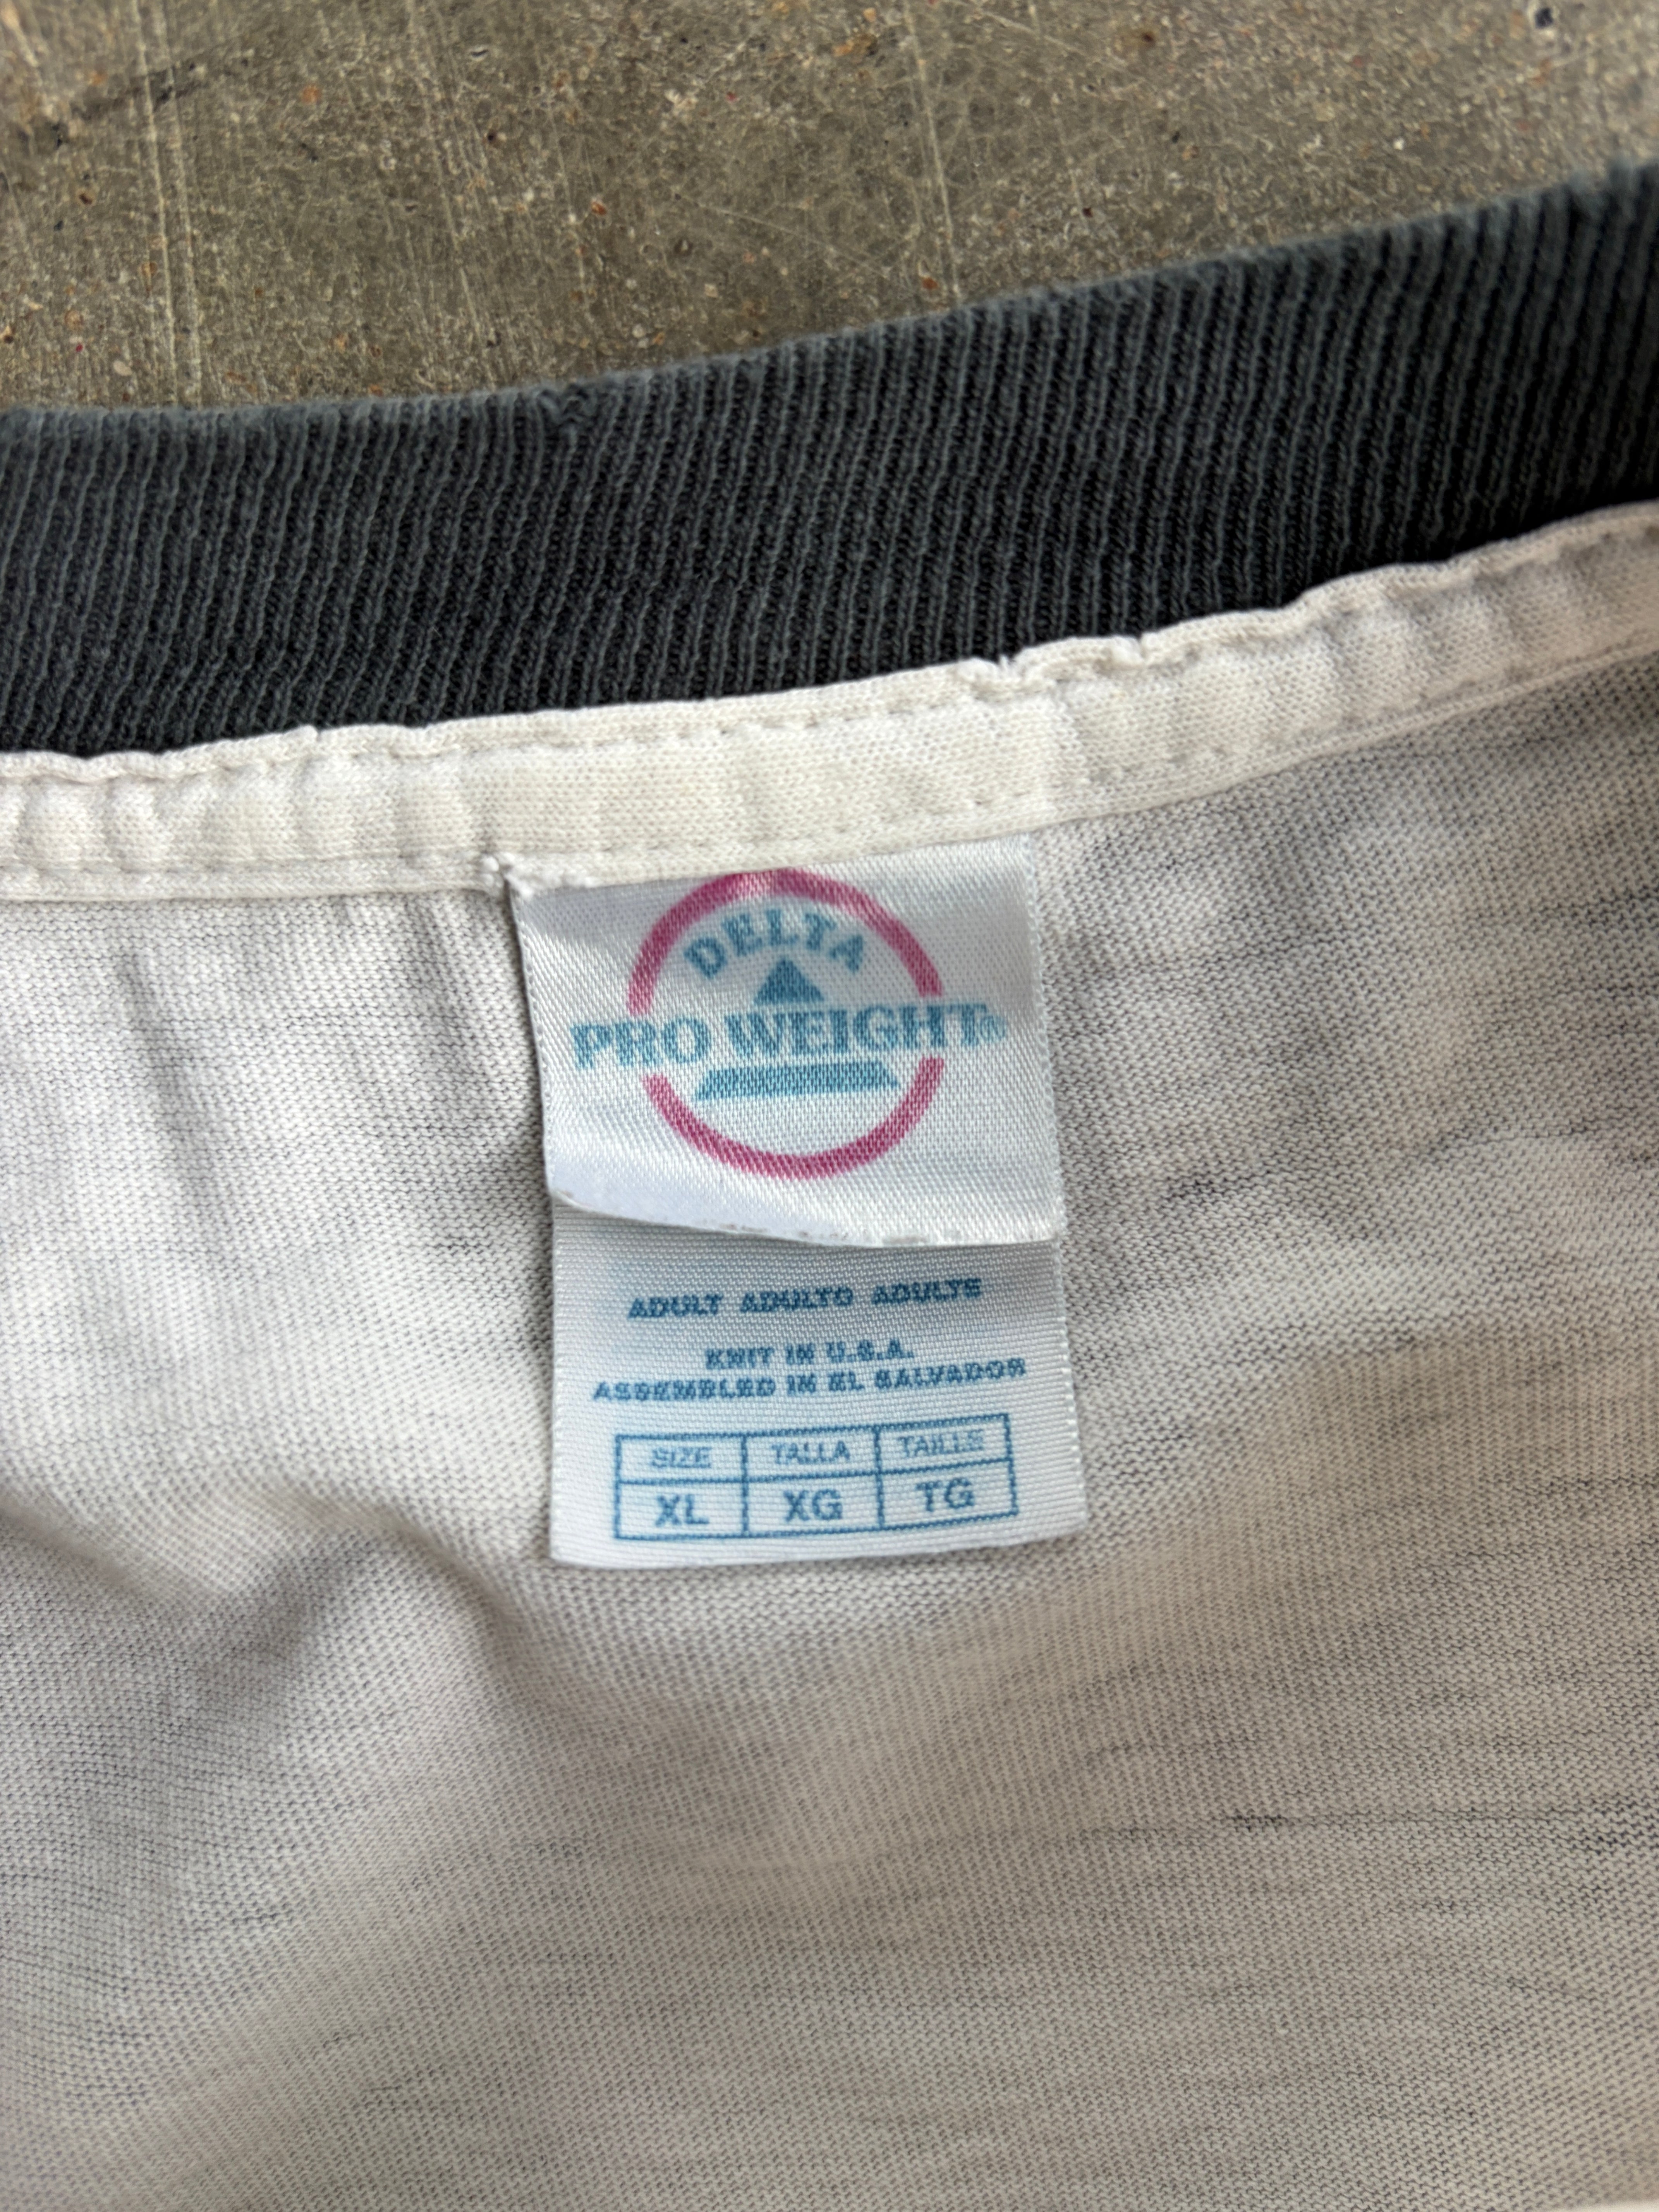 DELTA
PRO WEIGHT®
ADULT ADULTO ADULTE
KNIT IN U.S.A.
ASSEMBLED IN EL SALVADOR
SIZE TALLA TAILLE
XL XG TG